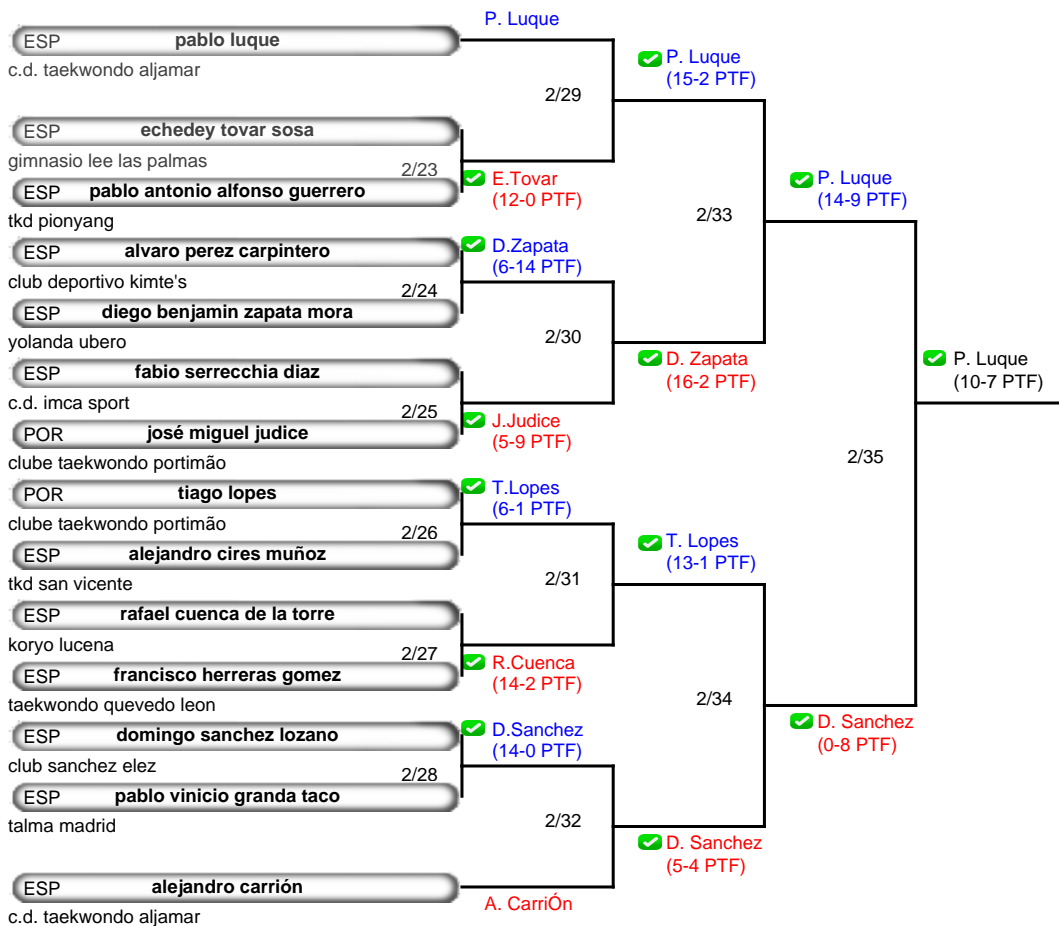 P. Luque
ESP pablo luque
c.d. taekwondo aljamar
P. Luque
(15-2 PTF)
2/29
ESP echedey tovar sosa
gimnasio lee las palmas
2/23
E.Tovar
(12-0 PTF)
ESP pablo antonio alfonso guerrero
tkd pionyang
P. Luque
(14-9 PTF)
2/33
ESP alvaro perez carpintero
D.Zapata
(6-14 PTF)
club deportivo kimte's
2/24
ESP diego benjamin zapata mora
yolanda ubero
2/30
ESP fabio serrecchia diaz
D. Zapata
(16-2 PTF)
P. Luque
(10-7 PTF)
c.d. imca sport
2/25
J.Judice
(5-9 PTF)
POR josé miguel judice
clube taekwondo portimão
2/35
POR tiago lopes
T.Lopes
(6-1 PTF)
clube taekwondo portimão
2/26
ESP alejandro cires muñoz
T. Lopes
(13-1 PTF)
tkd san vicente
2/31
ESP rafael cuenca de la torre
koryo lucena
2/27
R.Cuenca
(14-2 PTF)
ESP francisco herreras gomez
taekwondo quevedo leon
2/34
ESP domingo sanchez lozano
D.Sanchez
(14-0 PTF)
D. Sanchez
(0-8 PTF)
club sanchez elez
2/28
ESP pablo vinicio granda taco
talma madrid
2/32
D. Sanchez
(5-4 PTF)
ESP alejandro carrión
A. CarriÓn
c.d. taekwondo aljamar